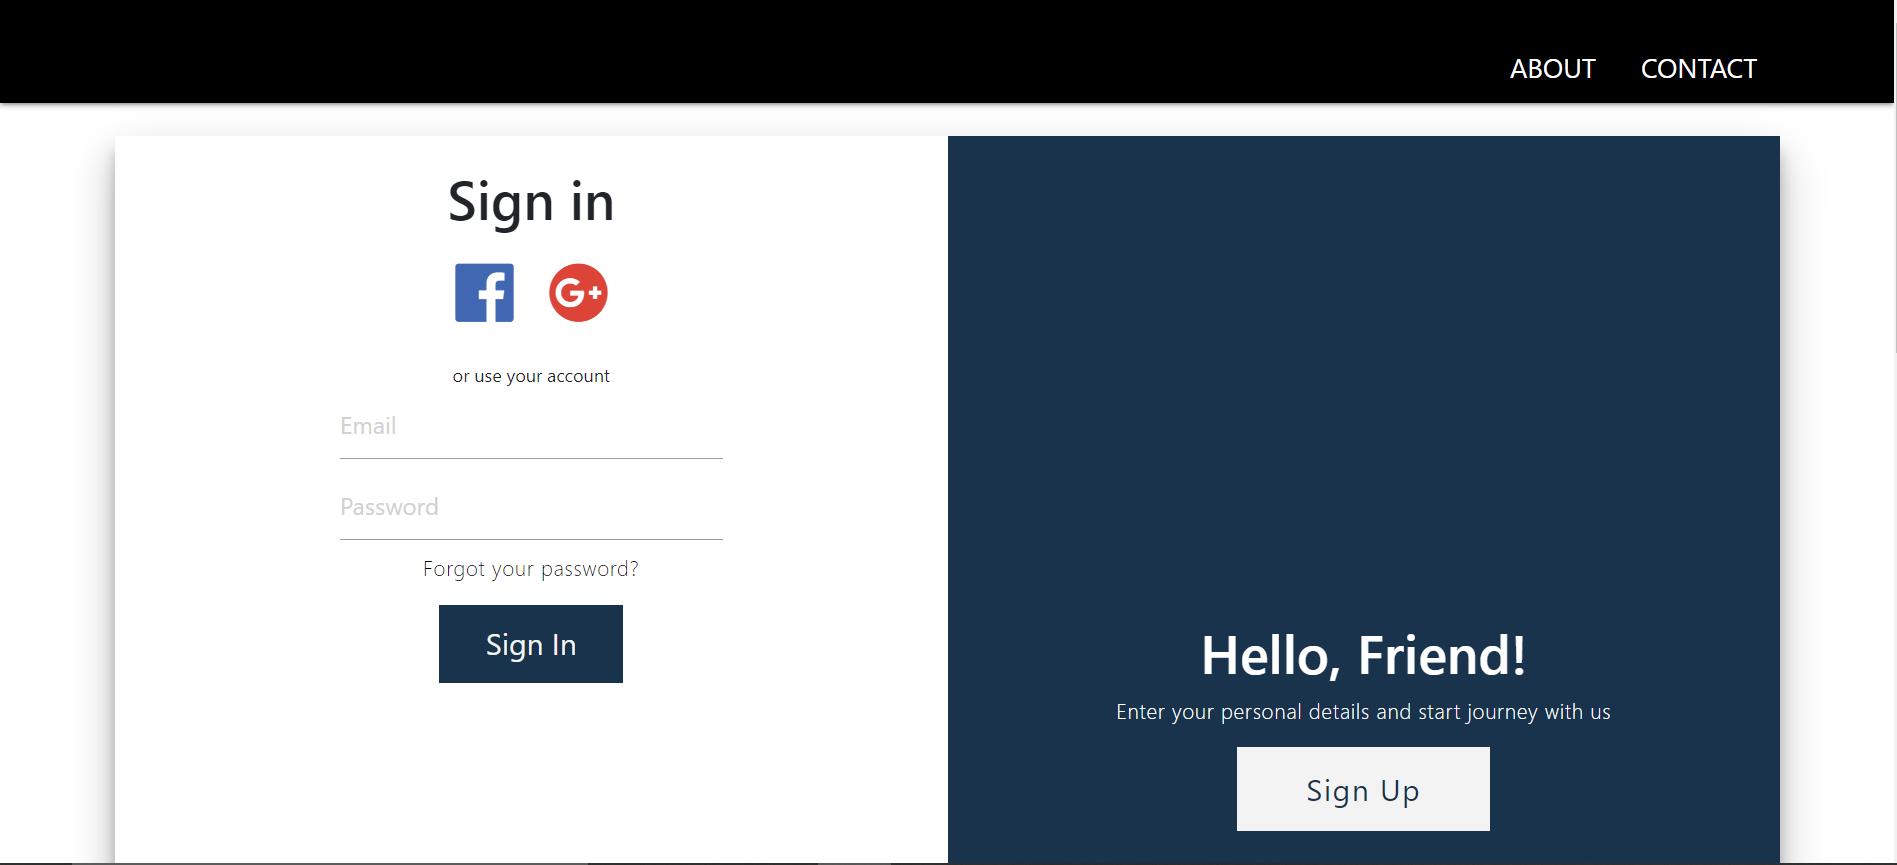 ABOUT CONTACT
Sign in
f G+
or use your account
Email
Password
Forgot your password?
Sign In
Hello, Friend!
Enter your personal details and start journey with us
Sign Up